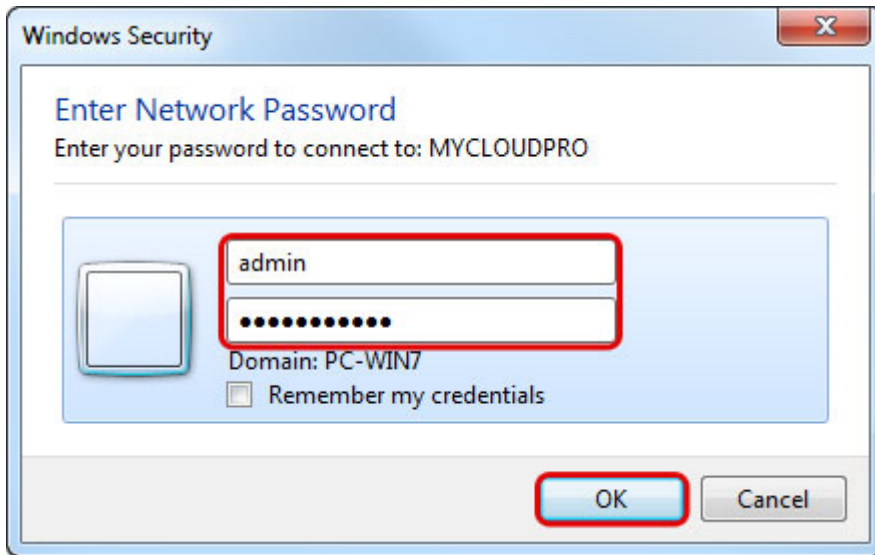 Windows Security
Enter Network Password
Enter your password to connect to: MYCLOUDPRO
admin
●●●●●●●●●●●
Domain: PC-WIN7
Remember my credentials
OK
Cancel